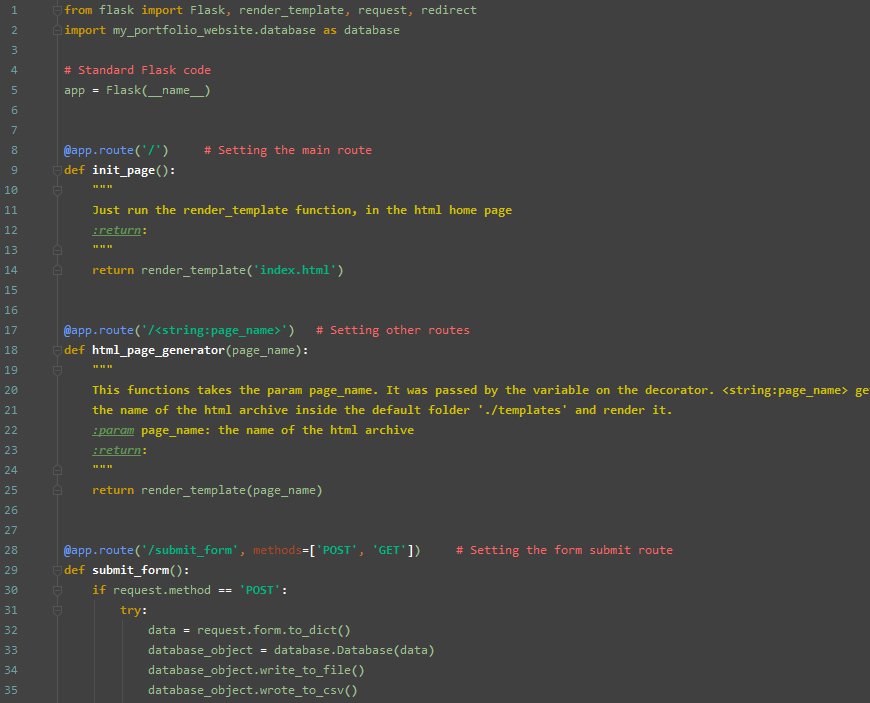 1 from flask import Flask, render_template, request, redirect
2 import my_portfolio_website.database as database
3
4 # Standard Flask code
5 app = Flask(__name__)
6
7
8 @app.route('/')     # Setting the main route
9 def init_page():
10     """
11     Just run the render_template function, in the html home page
12     :return:
13     """
14     return render_template('index.html')
15
16
17 @app.route('/<string:page_name>')   # Setting other routes
18 def html_page_generator(page_name):
19     """
20     This functions takes the param page_name. It was passed by the variable on the decorator. <string:page_name> ge
21     the name of the html archive inside the default folder './templates' and render it.
22     :param page_name: the name of the html archive
23     :return:
24     """
25     return render_template(page_name)
26
27
28 @app.route('/submit_form', methods=['POST', 'GET'])     # Setting the form submit route
29 def submit_form():
30     if request.method == 'POST':
31         try:
32             data = request.form.to_dict()
33             database_object = database.Database(data)
34             database_object.write_to_file()
35             database_object.wrote_to_csv()